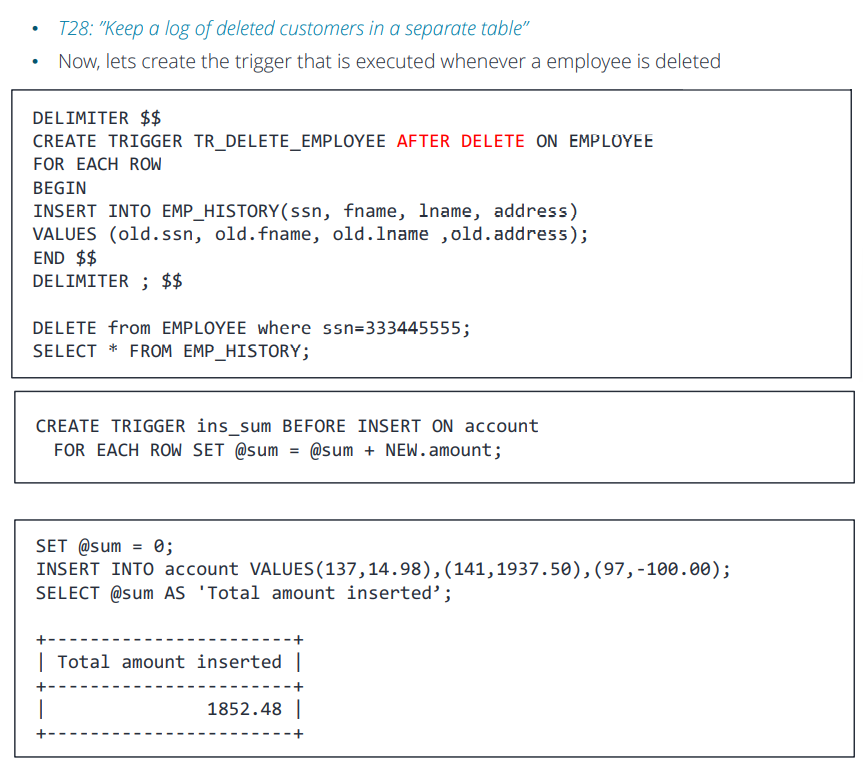 • T28: ”Keep a log of deleted customers in a separate table”
• Now, lets create the trigger that is executed whenever a employee is deleted
DELIMITER $$
CREATE TRIGGER TR_DELETE_EMPLOYEE AFTER DELETE ON EMPLOYEE
FOR EACH ROW
BEGIN
INSERT INTO EMP_HISTORY(ssn, fname, lname, address)
VALUES (old.ssn, old.fname, old.lname ,old.address);
END $$
DELIMITER ; $$
DELETE from EMPLOYEE where ssn=333445555;
SELECT * FROM EMP_HISTORY;
CREATE TRIGGER ins_sum BEFORE INSERT ON account
FOR EACH ROW SET @sum = @sum + NEW.amount;
SET @sum = 0;
INSERT INTO account VALUES(137,14.98),(141,1937.50),(97,-100.00);
SELECT @sum AS 'Total amount inserted’;
+-----------------------+
| Total amount inserted |
+-----------------------+
|               1852.48 |
+-----------------------+